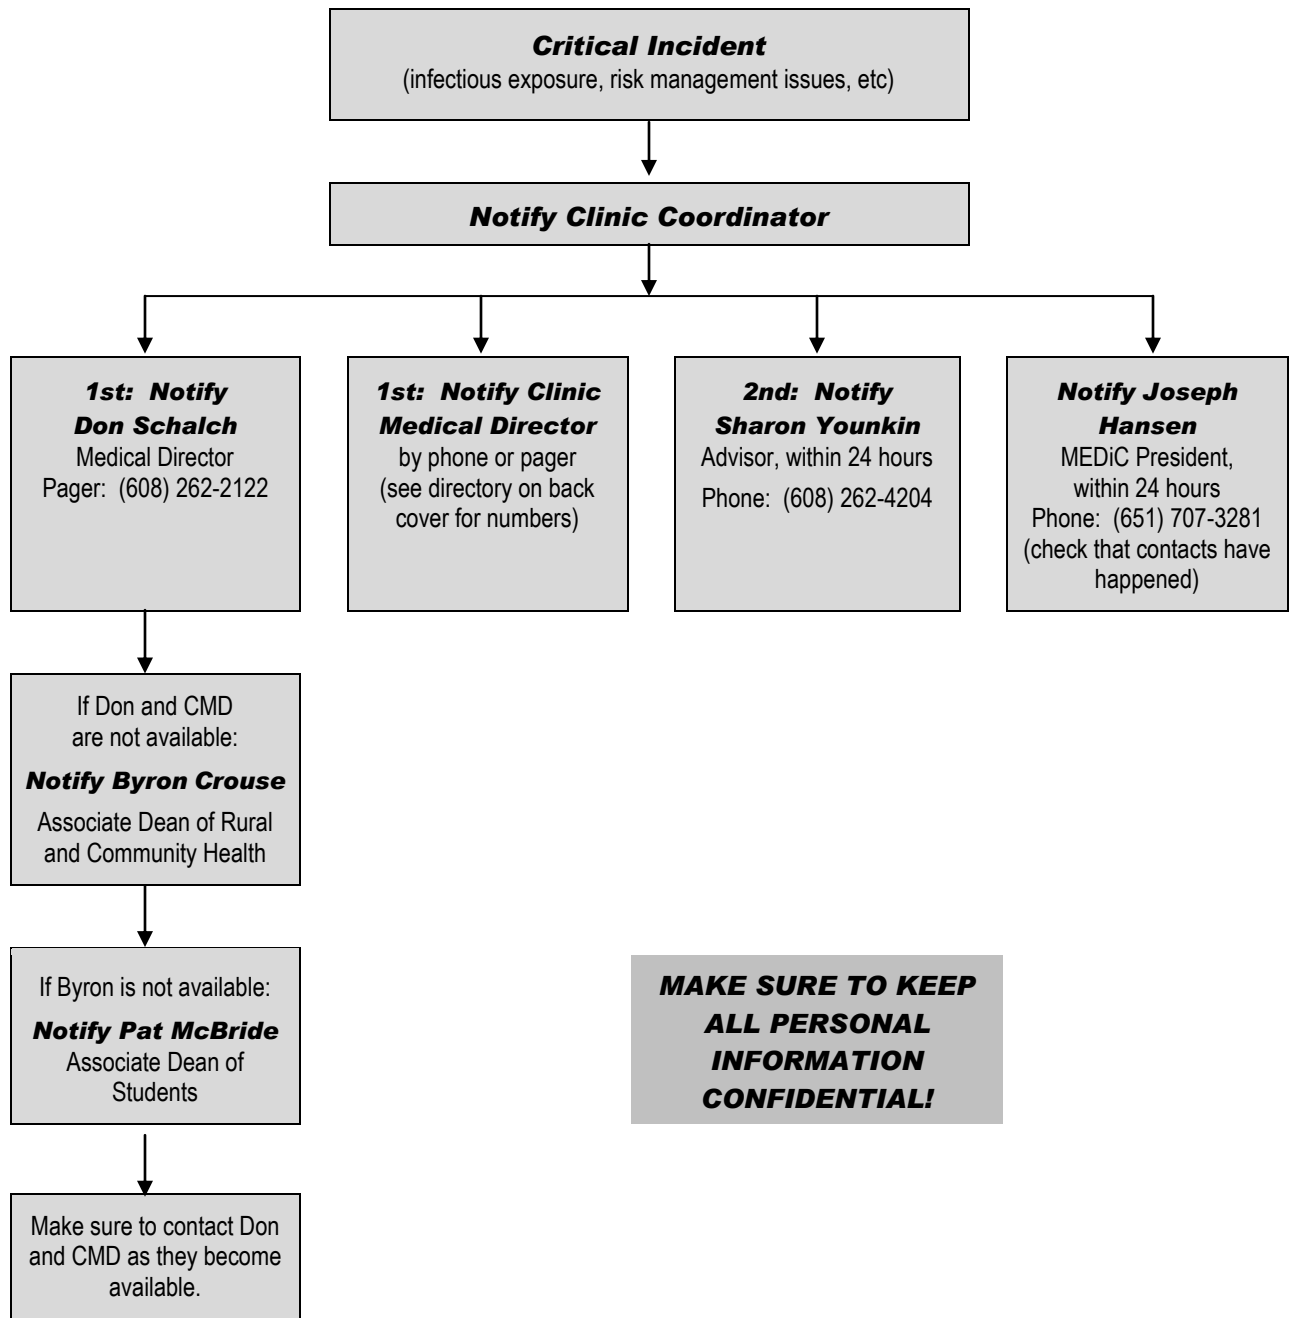 Critical Incident
(infectious exposure, risk management issues, etc)
Notify Clinic Coordinator
1st: Notify
Don Schalch
Medical Director
Pager: (608) 262-2122
1st: Notify Clinic
Medical Director
by phone or pager
(see directory on back
cover for numbers)
2nd: Notify
Sharon Younkin
Advisor, within 24 hours
Phone: (608) 262-4204
Notify Joseph
Hansen
MEDiC President,
within 24 hours
Phone: (651) 707-3281
(check that contacts have
happened)
If Don and CMD
are not available:
Notify Byron Crouse
Associate Dean of Rural
and Community Health
If Byron is not available:
Notify Pat McBride
Associate Dean of
Students
MAKE SURE TO KEEP
ALL PERSONAL
INFORMATION
CONFIDENTIAL!
Make sure to contact Don
and CMD as they become
available.